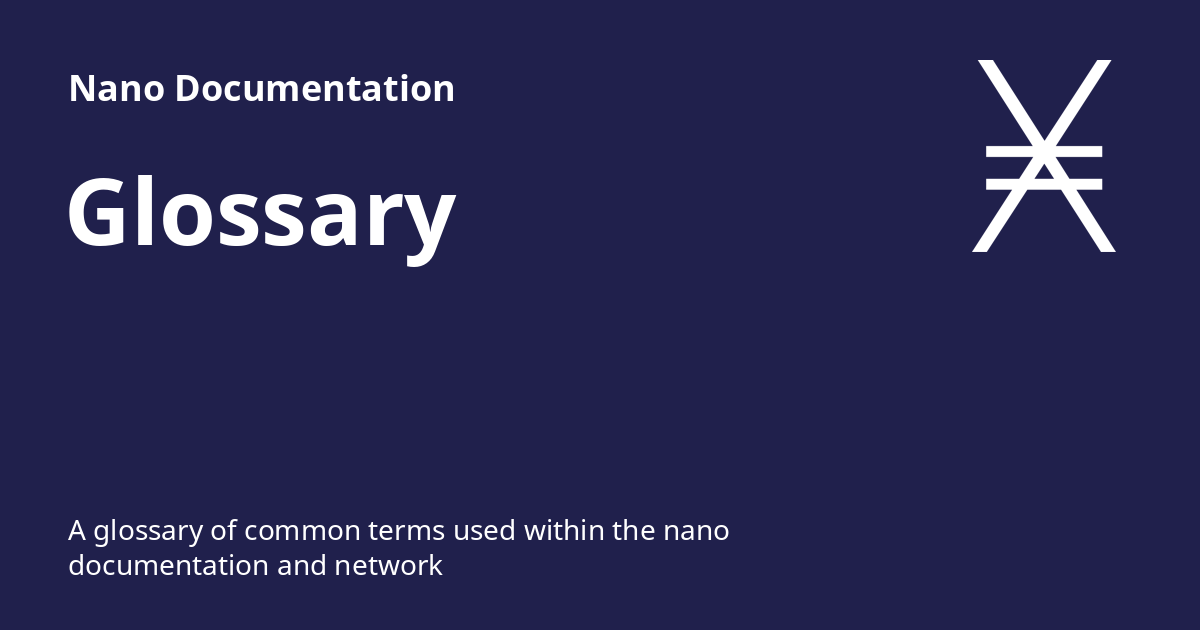 Nano Documentation
Glossary
A glossary of common terms used within the nano
documentation and network